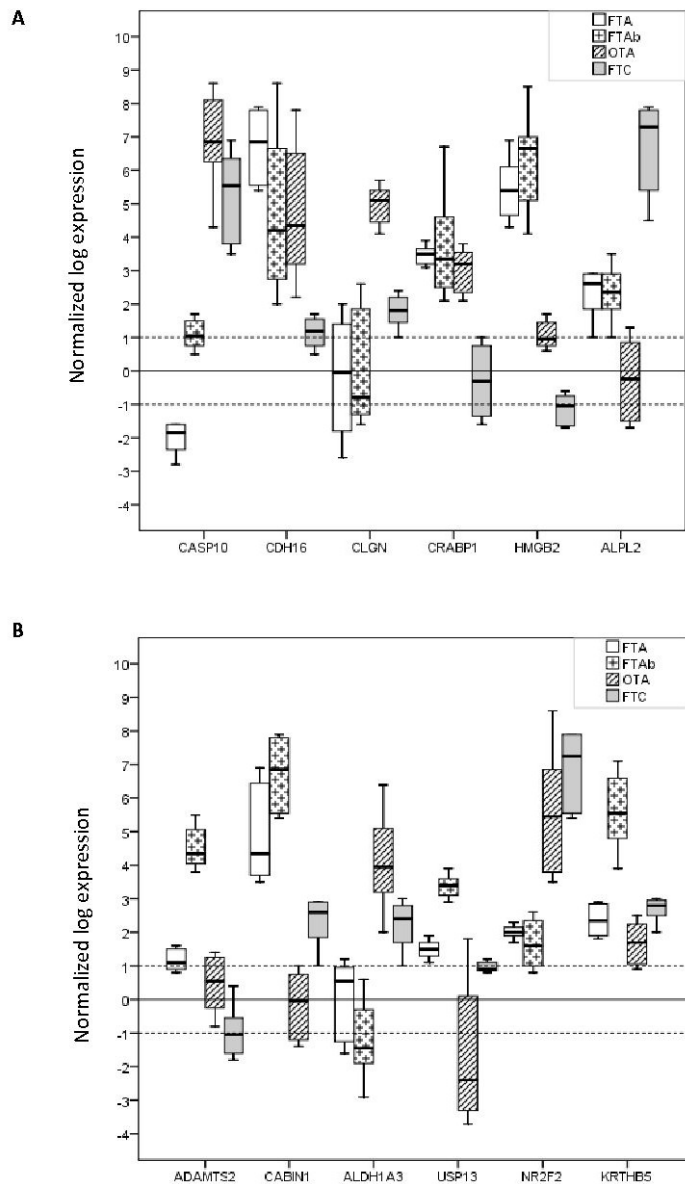 A
Normalized log expression
10
9
8
7
6
5
4
3
2
1
0
-1
-2
-3
-4
FTA
FTAb
OTA
FTC
CASP10 CDH16 CLGN CRABP1 HMGB2 ALPL2
B
Normalized log expression
10
9
8
7
6
5
4
3
2
1
0
-1
-2
-3
-4
FTA
FTAb
OTA
FTC
ADAMTS2 CABIN1 ALDH1A3 USP13 NR2F2 KRTHB5